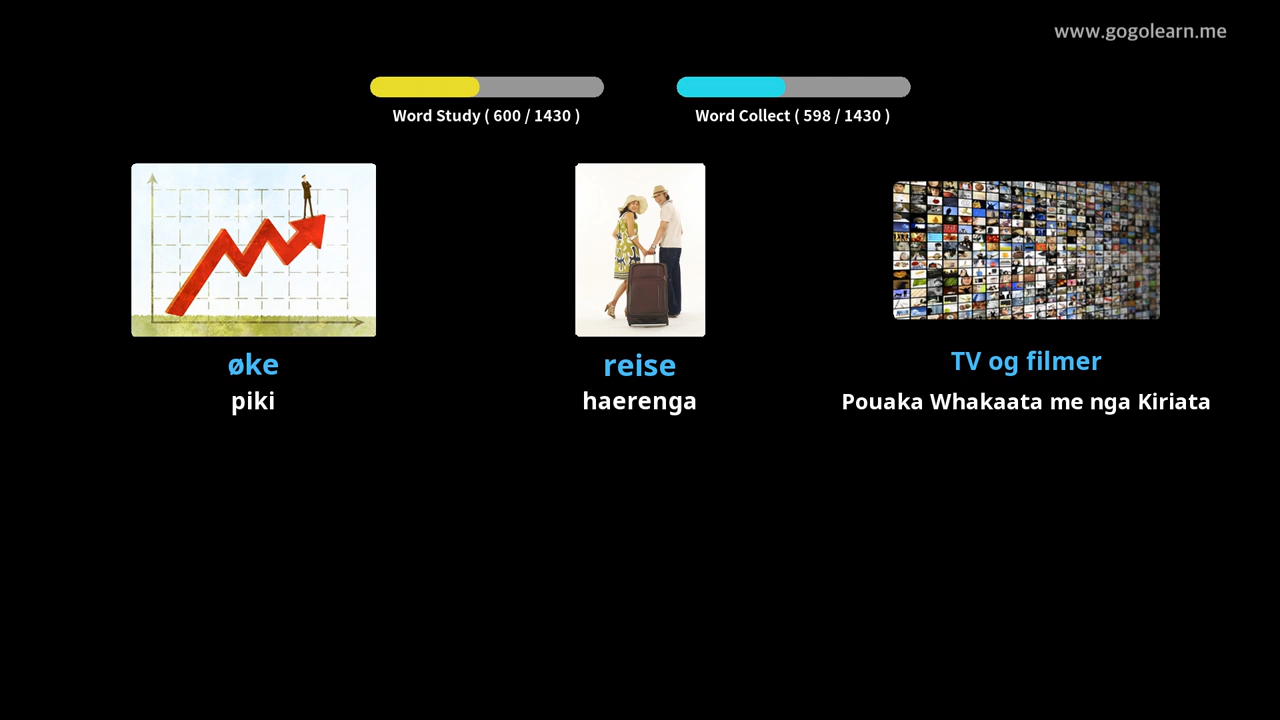 www.gogolearn.me
Word Study ( 600 / 1430 )
Word Collect ( 598 / 1430 )
øke
piki
reise
haerenga
TV og filmer
Pouaka Whakaata me nga Kiriata